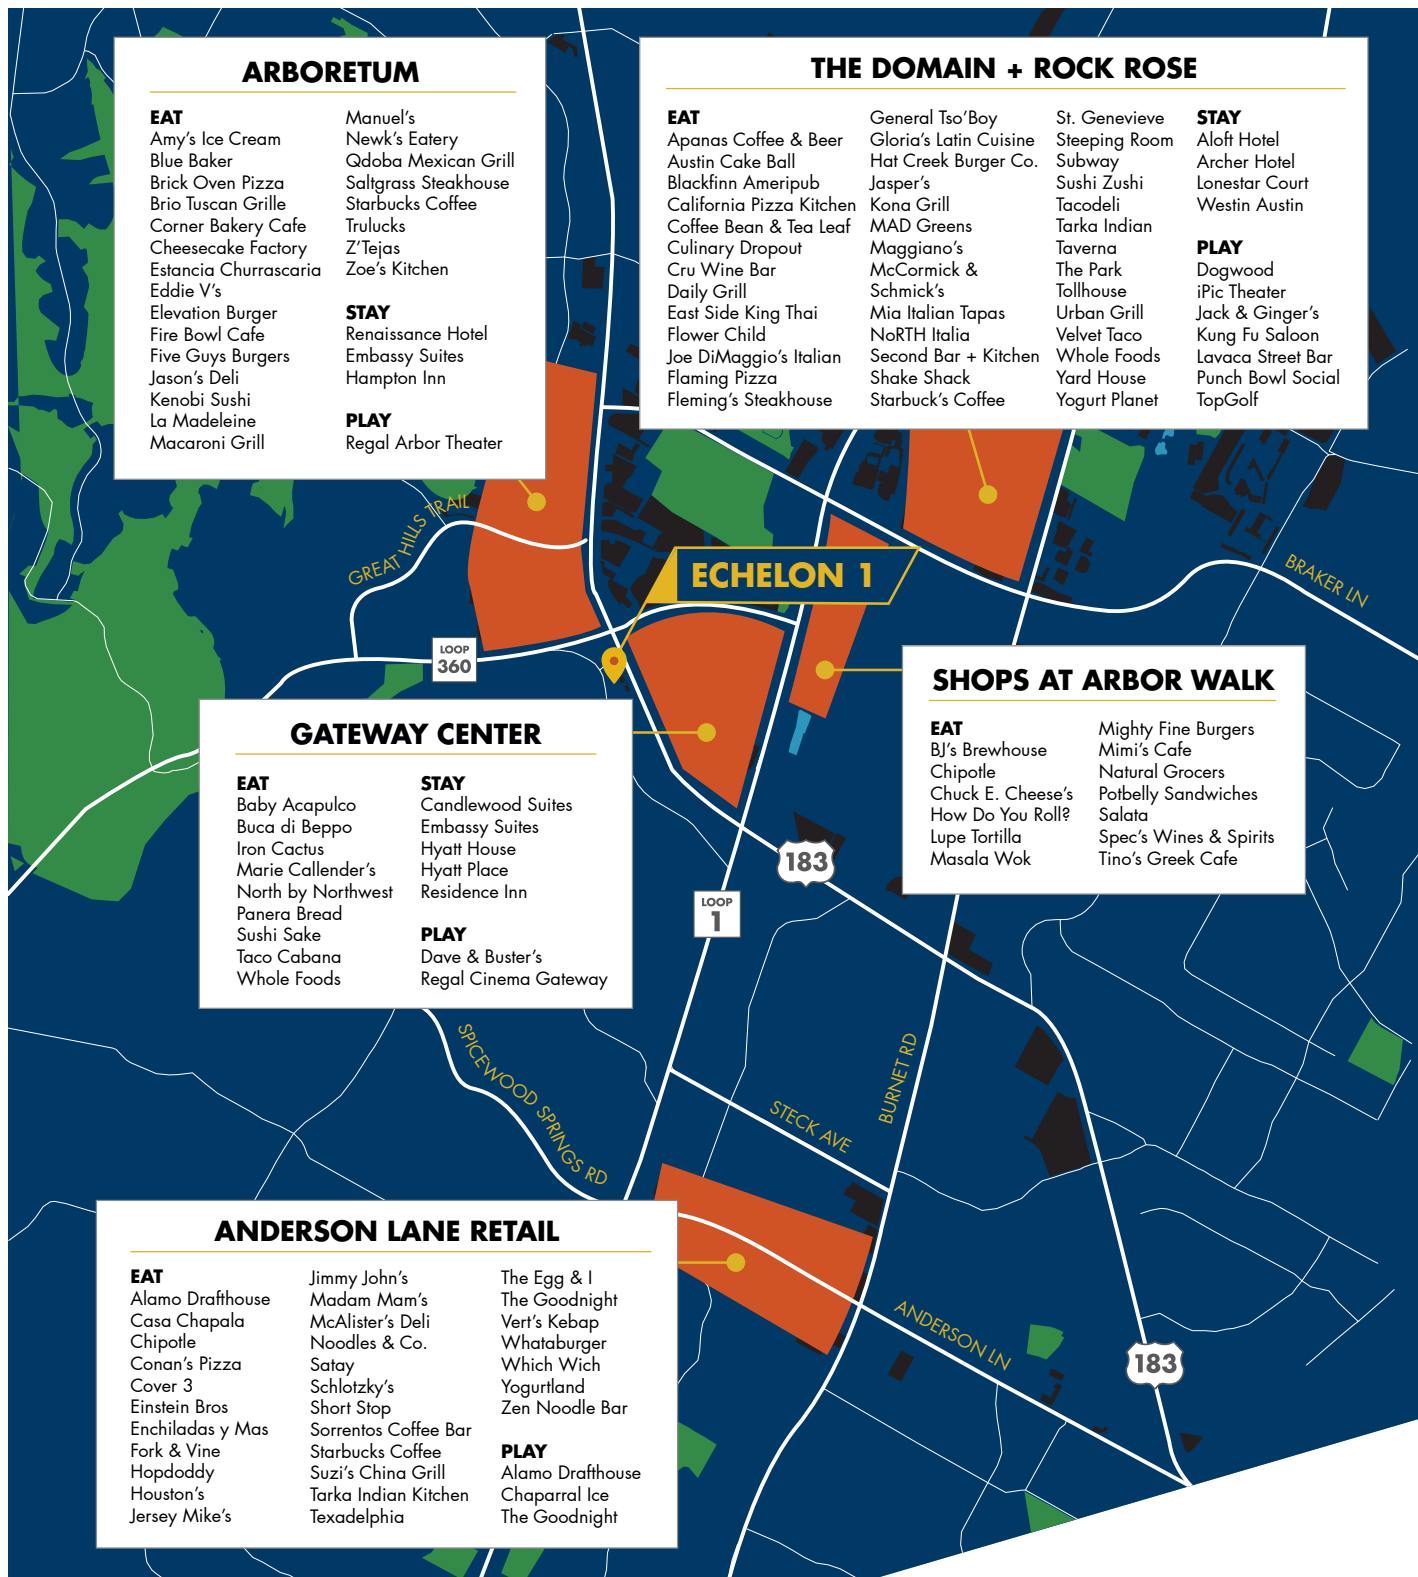 ARBORETUM
EAT
Amy's Ice Cream
Blue Baker
Brick Oven Pizza
Brio Tuscan Grille
Corner Bakery Cafe
Cheesecake Factory
Estancia Churrascaria
Eddie V's
Elevation Burger
Fire Bowl Cafe
Five Guys Burgers
Jason's Deli
Kenobi Sushi
La Madeleine
Macaroni Grill
Manuel's
Newk's Eatery
Qdoba Mexican Grill
Saltgrass Steakhouse
Starbucks Coffee
Trulucks
Z'Tejas
Zoe's Kitchen
STAY
Renaissance Hotel
Embassy Suites
Hampton Inn
PLAY
Regal Arbor Theater
THE DOMAIN + ROCK ROSE
EAT
Apanas Coffee & Beer
Austin Cake Ball
Blackfinn Ameripub
California Pizza Kitchen
Coffee Bean & Tea Leaf
Culinary Dropout
Cru Wine Bar
Daily Grill
East Side King Thai
Flower Child
Joe DiMaggio's Italian
Flaming Pizza
Fleming's Steakhouse
General Tso'Boy
Gloria's Latin Cuisine
Hat Creek Burger Co.
Jasper's
Kona Grill
MAD Greens
Maggiano's
McCormick &
Schmick's
Mia Italian Tapas
NoRTH Italia
Second Bar + Kitchen
Shake Shack
Starbuck's Coffee
St. Genevieve
Steeping Room
Subway
Sushi Zushi
Tacodeli
Tarka Indian
Taverna
The Park
Tollhouse
Urban Grill
Velvet Taco
Whole Foods
Yard House
Yogurt Planet
STAY
Aloft Hotel
Archer Hotel
Lonestar Court
Westin Austin
PLAY
Dogwood
iPic Theater
Jack & Ginger's
Kung Fu Saloon
Lavaca Street Bar
Punch Bowl Social
TopGolf
GREAT HILLS TRAIL
ECHELON 1
BRAKER LN
LOOP
360
SHOPS AT ARBOR WALK
EAT
BJ's Brewhouse
Chipotle
Chuck E. Cheese's
How Do You Roll?
Lupe Tortilla
Masala Wok
Mighty Fine Burgers
Mimi's Cafe
Natural Grocers
Potbelly Sandwiches
Salata
Spec's Wines & Spirits
Tino's Greek Cafe
GATEWAY CENTER
EAT
Baby Acapulco
Buca di Beppo
Iron Cactus
Marie Callender's
North by Northwest
Panera Bread
Sushi Sake
Taco Cabana
Whole Foods
STAY
Candlewood Suites
Embassy Suites
Hyatt House
Hyatt Place
Residence Inn
PLAY
Dave & Buster's
Regal Cinema Gateway
183
LOOP
1
SPICEWOOD SPRINGS RD
BURNET RD
STECK AVE
ANDERSON LN
183
ANDERSON LANE RETAIL
EAT
Alamo Drafthouse
Casa Chapala
Chipotle
Conan's Pizza
Cover 3
Einstein Bros
Enchiladas y Mas
Fork & Vine
Hopdoddy
Houston's
Jersey Mike's
Jimmy John's
Madam Mam's
McAlister's Deli
Noodles & Co.
Satay
Schlotzky's
Short Stop
Sorrentos Coffee Bar
Starbucks Coffee
Suzi's China Grill
Tarka Indian Kitchen
Texadelphia
The Egg & I
The Goodnight
Vert's Kebap
Whataburger
Which Wich
Yogurtland
Zen Noodle Bar
PLAY
Alamo Drafthouse
Chaparral Ice
The Goodnight